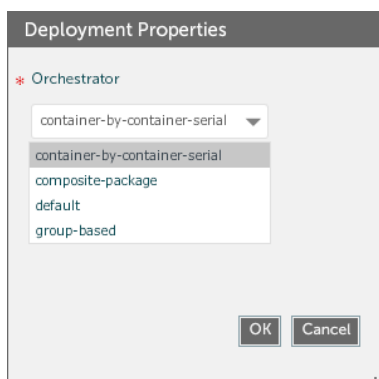 Deployment Properties
* Orchestrator
container-by-container-serial
container-by-container-serial
composite-package
default
group-based
OK Cancel